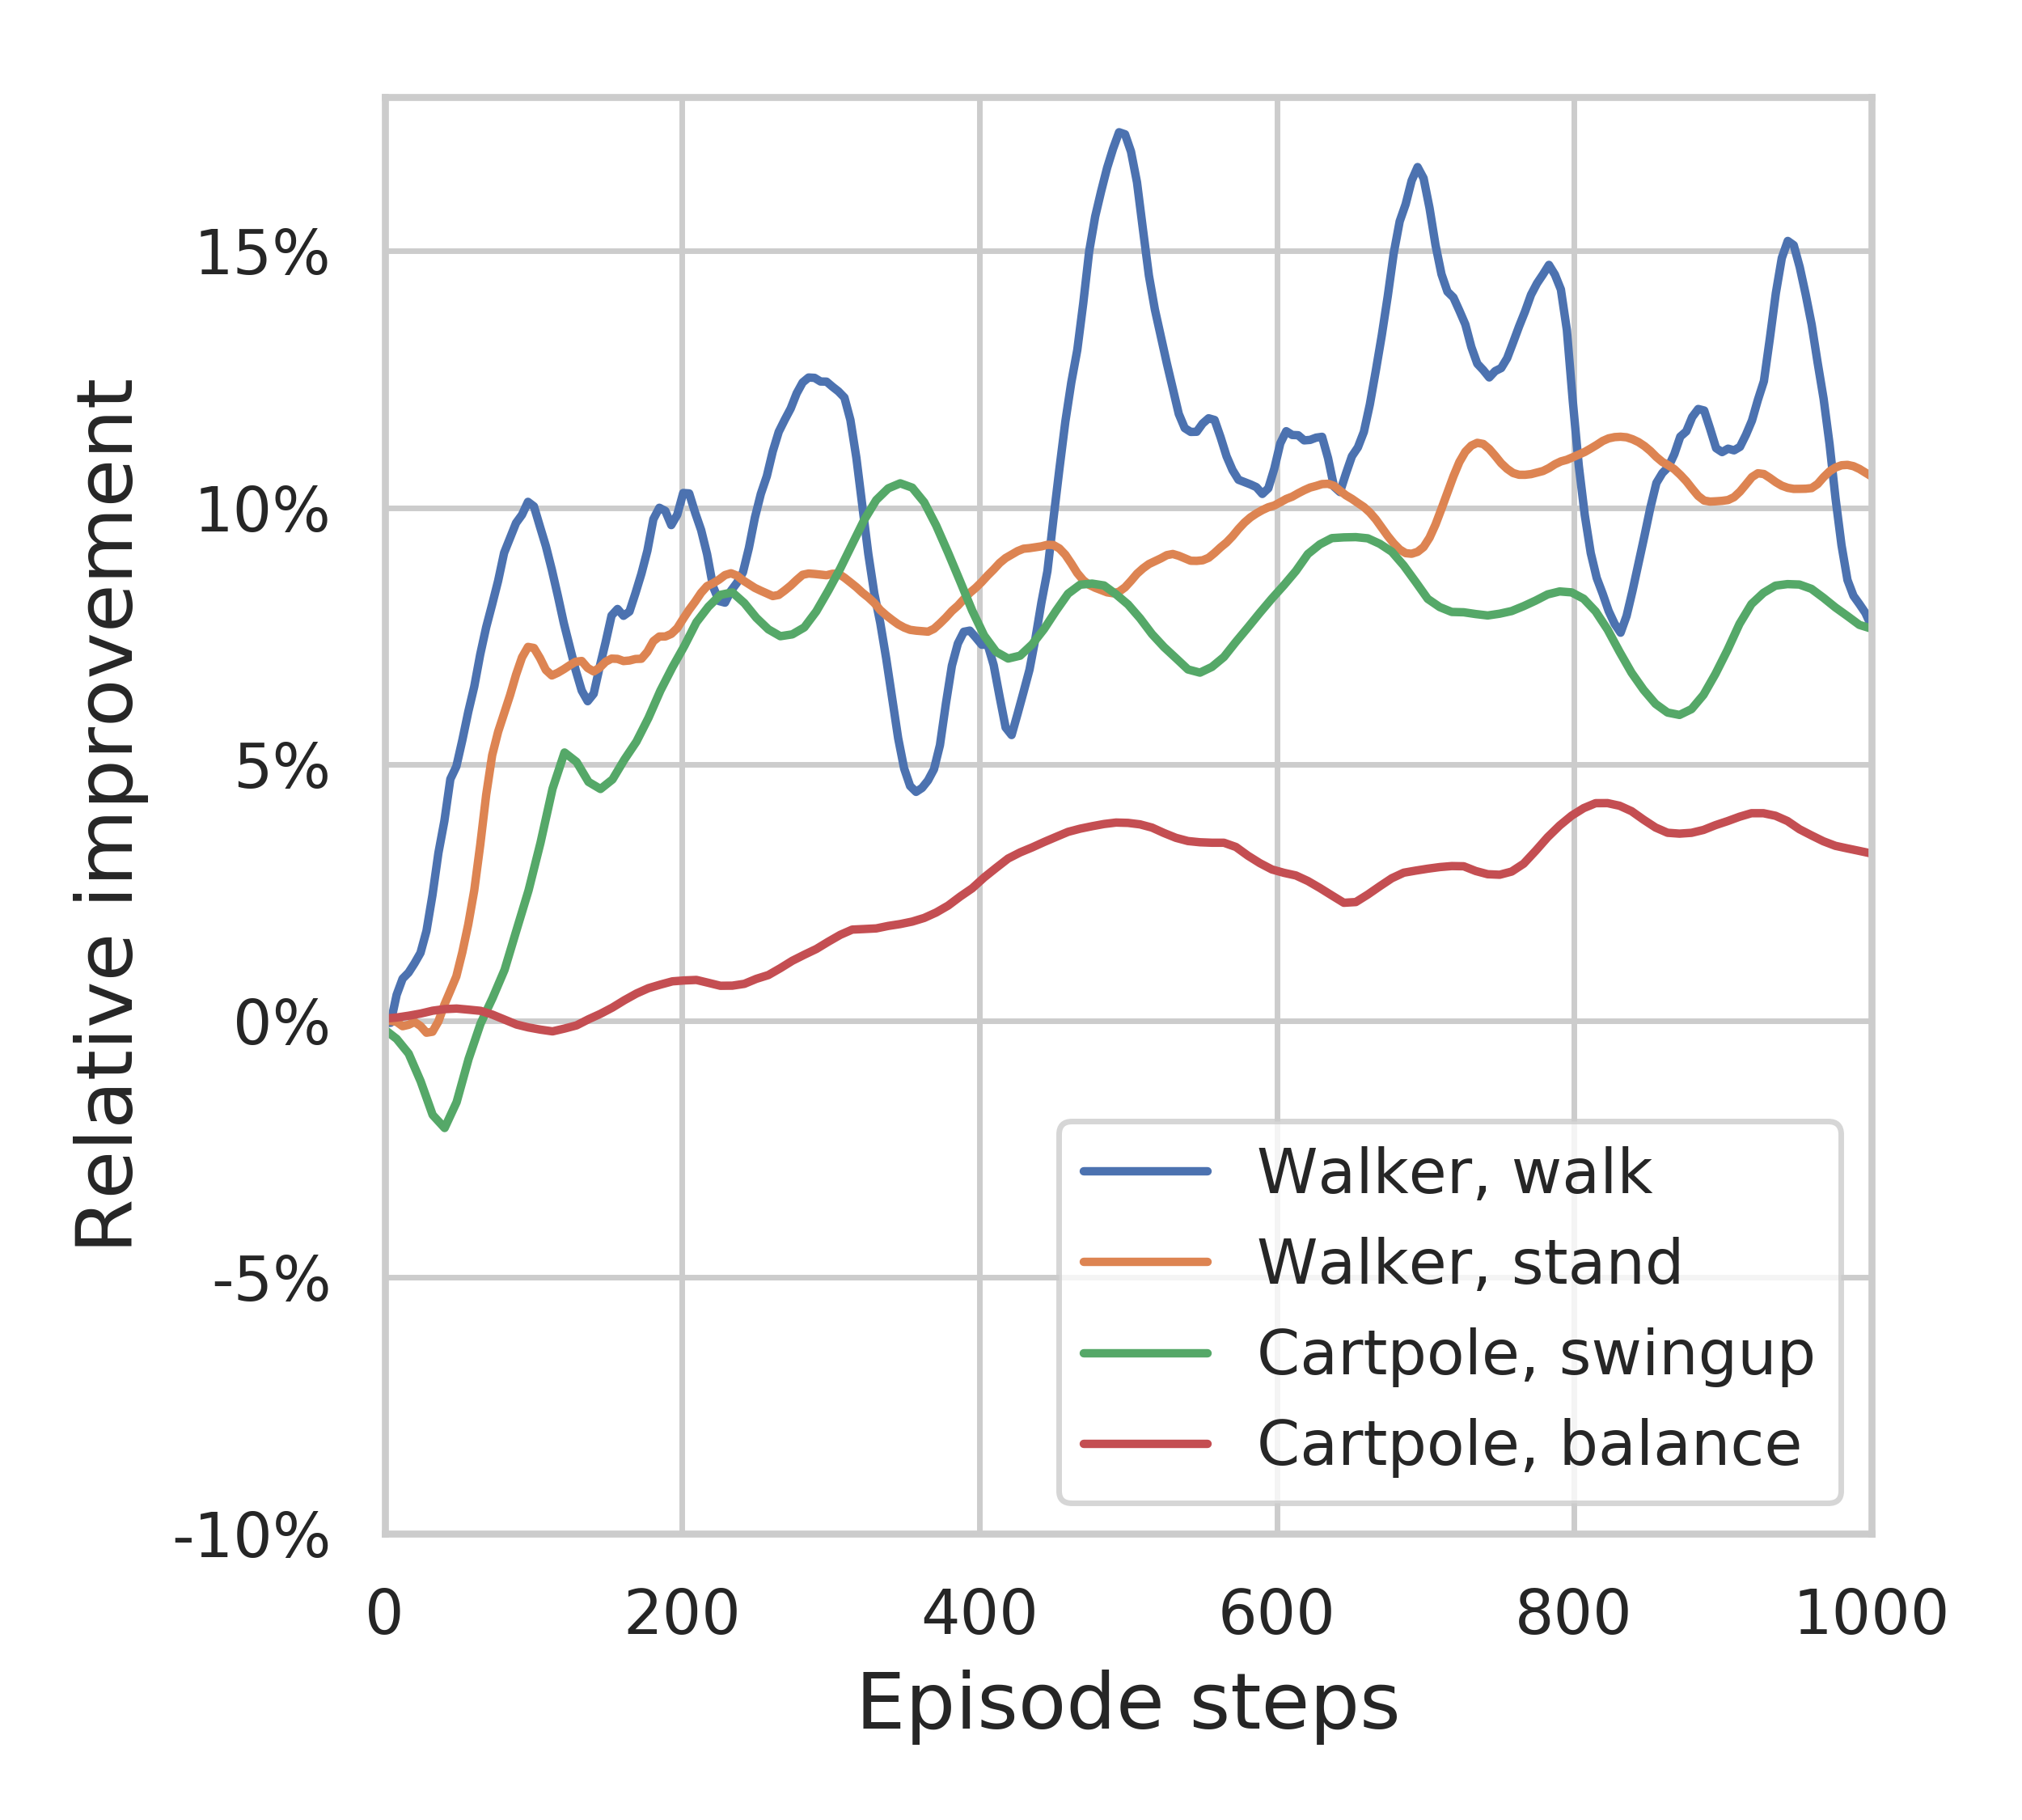 Relative improvement
15%
10%
5%
0%
-5%
-10%
0 200 400 600 800 1000
Episode steps
Walker, walk
Walker, stand
Cartpole, swingup
Cartpole, balance